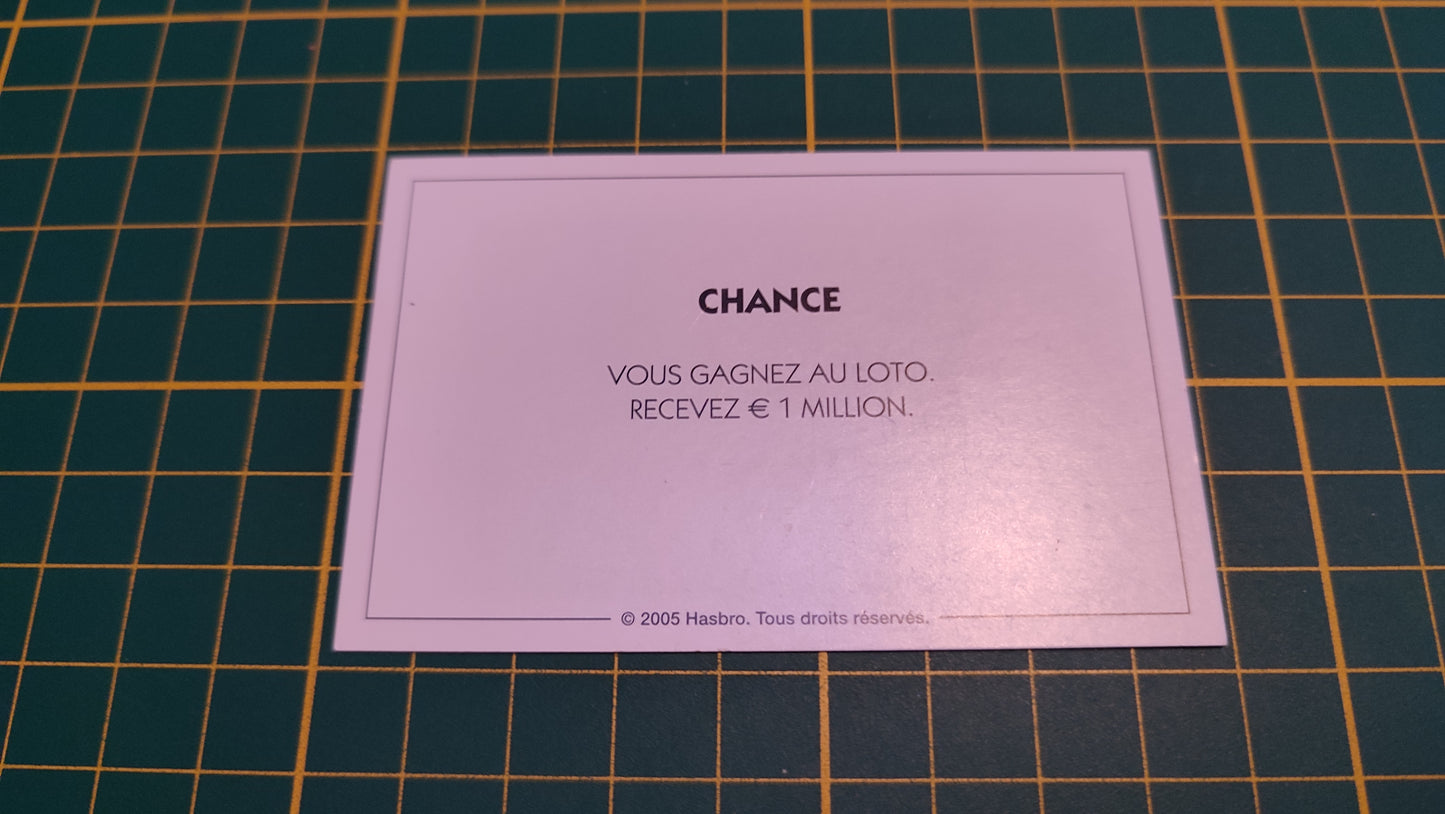 CHANCE
VOUS GAGNEZ AU LOTO.
RECEVEZ € 1 MILLION.
© 2005 Hasbro. Tous droits réservés.